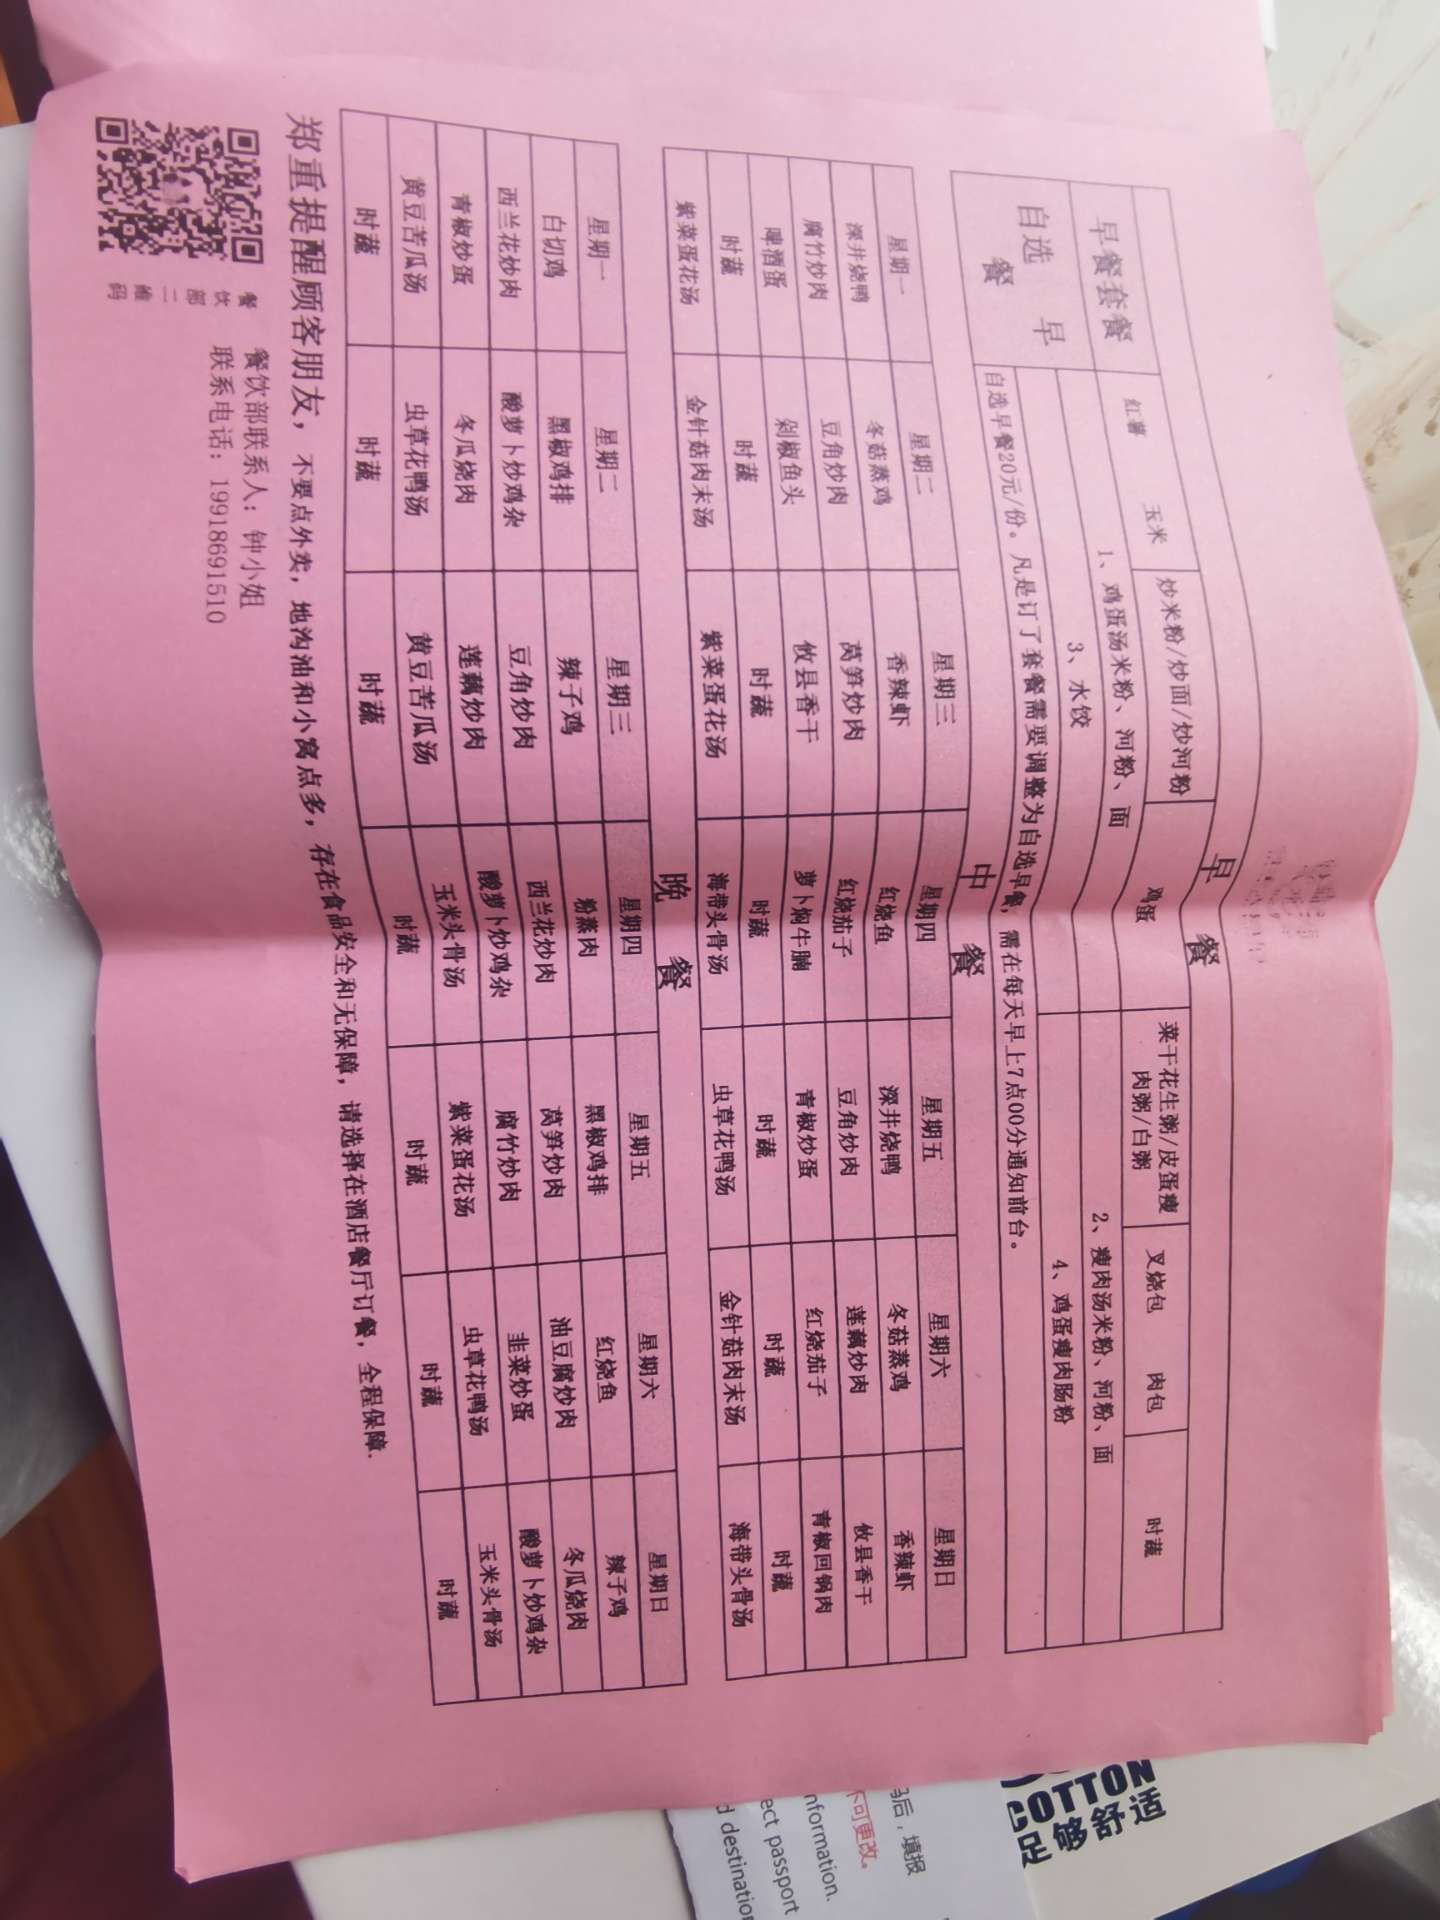 早 餐
早餐套餐 红薯 玉米 炒米粉/炒面/炒河粉 鸡蛋 菜干花生粥/皮蛋瘦肉粥/白粥 叉烧包 肉包 时蔬
自选早餐 1、鸡蛋汤米粉、河粉、面 2、瘦肉汤米粉、河粉、面
3、水饺 4、鸡蛋瘦肉肠粉
自选早餐20元/份。凡是订了套餐需要调整为自选早餐，需在每天早上7点00分通知前台。
中 餐
星期一 星期二 星期三 星期四 星期五 星期六 星期日
深井烧鸭 冬菇蒸鸡 香辣虾 红烧鱼 深井烧鸭 冬菇蒸鸡 香辣虾
腐竹炒肉 豆角炒肉 莴笋炒肉 红烧茄子 豆角炒肉 莲藕炒肉 攸县香干
啤酒蛋 剁椒鱼头 攸县香干 萝卜焖牛腩 青椒炒蛋 红烧茄子 青椒回锅肉
时蔬 时蔬 时蔬 时蔬 时蔬 时蔬 时蔬
紫菜蛋花汤 金针菇肉末汤 紫菜蛋花汤 海带头骨汤 虫草花鸭汤 金针菇肉末汤 海带头骨汤
晚 餐
星期一 星期二 星期三 星期四 星期五 星期六 星期日
白切鸡 黑椒鸡排 辣子鸡 粉蒸肉 黑椒鸡排 红烧鱼 辣子鸡
西兰花炒肉 酸萝卜炒鸡杂 豆角炒肉 西兰花炒肉 莴笋炒肉 油豆腐炒肉 冬瓜烧肉
青椒炒蛋 冬瓜烧肉 莲藕炒肉 酸萝卜炒鸡杂 腐竹炒肉 韭菜炒蛋 酸萝卜炒鸡杂
黄豆苦瓜汤 虫草花鸭汤 黄豆苦瓜汤 玉米头骨汤 紫菜蛋花汤 虫草花鸭汤 玉米头骨汤
时蔬 时蔬 时蔬 时蔬 时蔬 时蔬 时蔬
郑重提醒顾客朋友，不要点外卖，地沟油和小窝点多，存在食品安全和无保障，请选择在酒店餐厅订餐，全程保障.
餐饮部二维码
餐饮部联系人：钟小姐
联系电话：19918691510
COTTON
足够舒适
后，填报
不可更改。
nformation.
ect passport
d destination